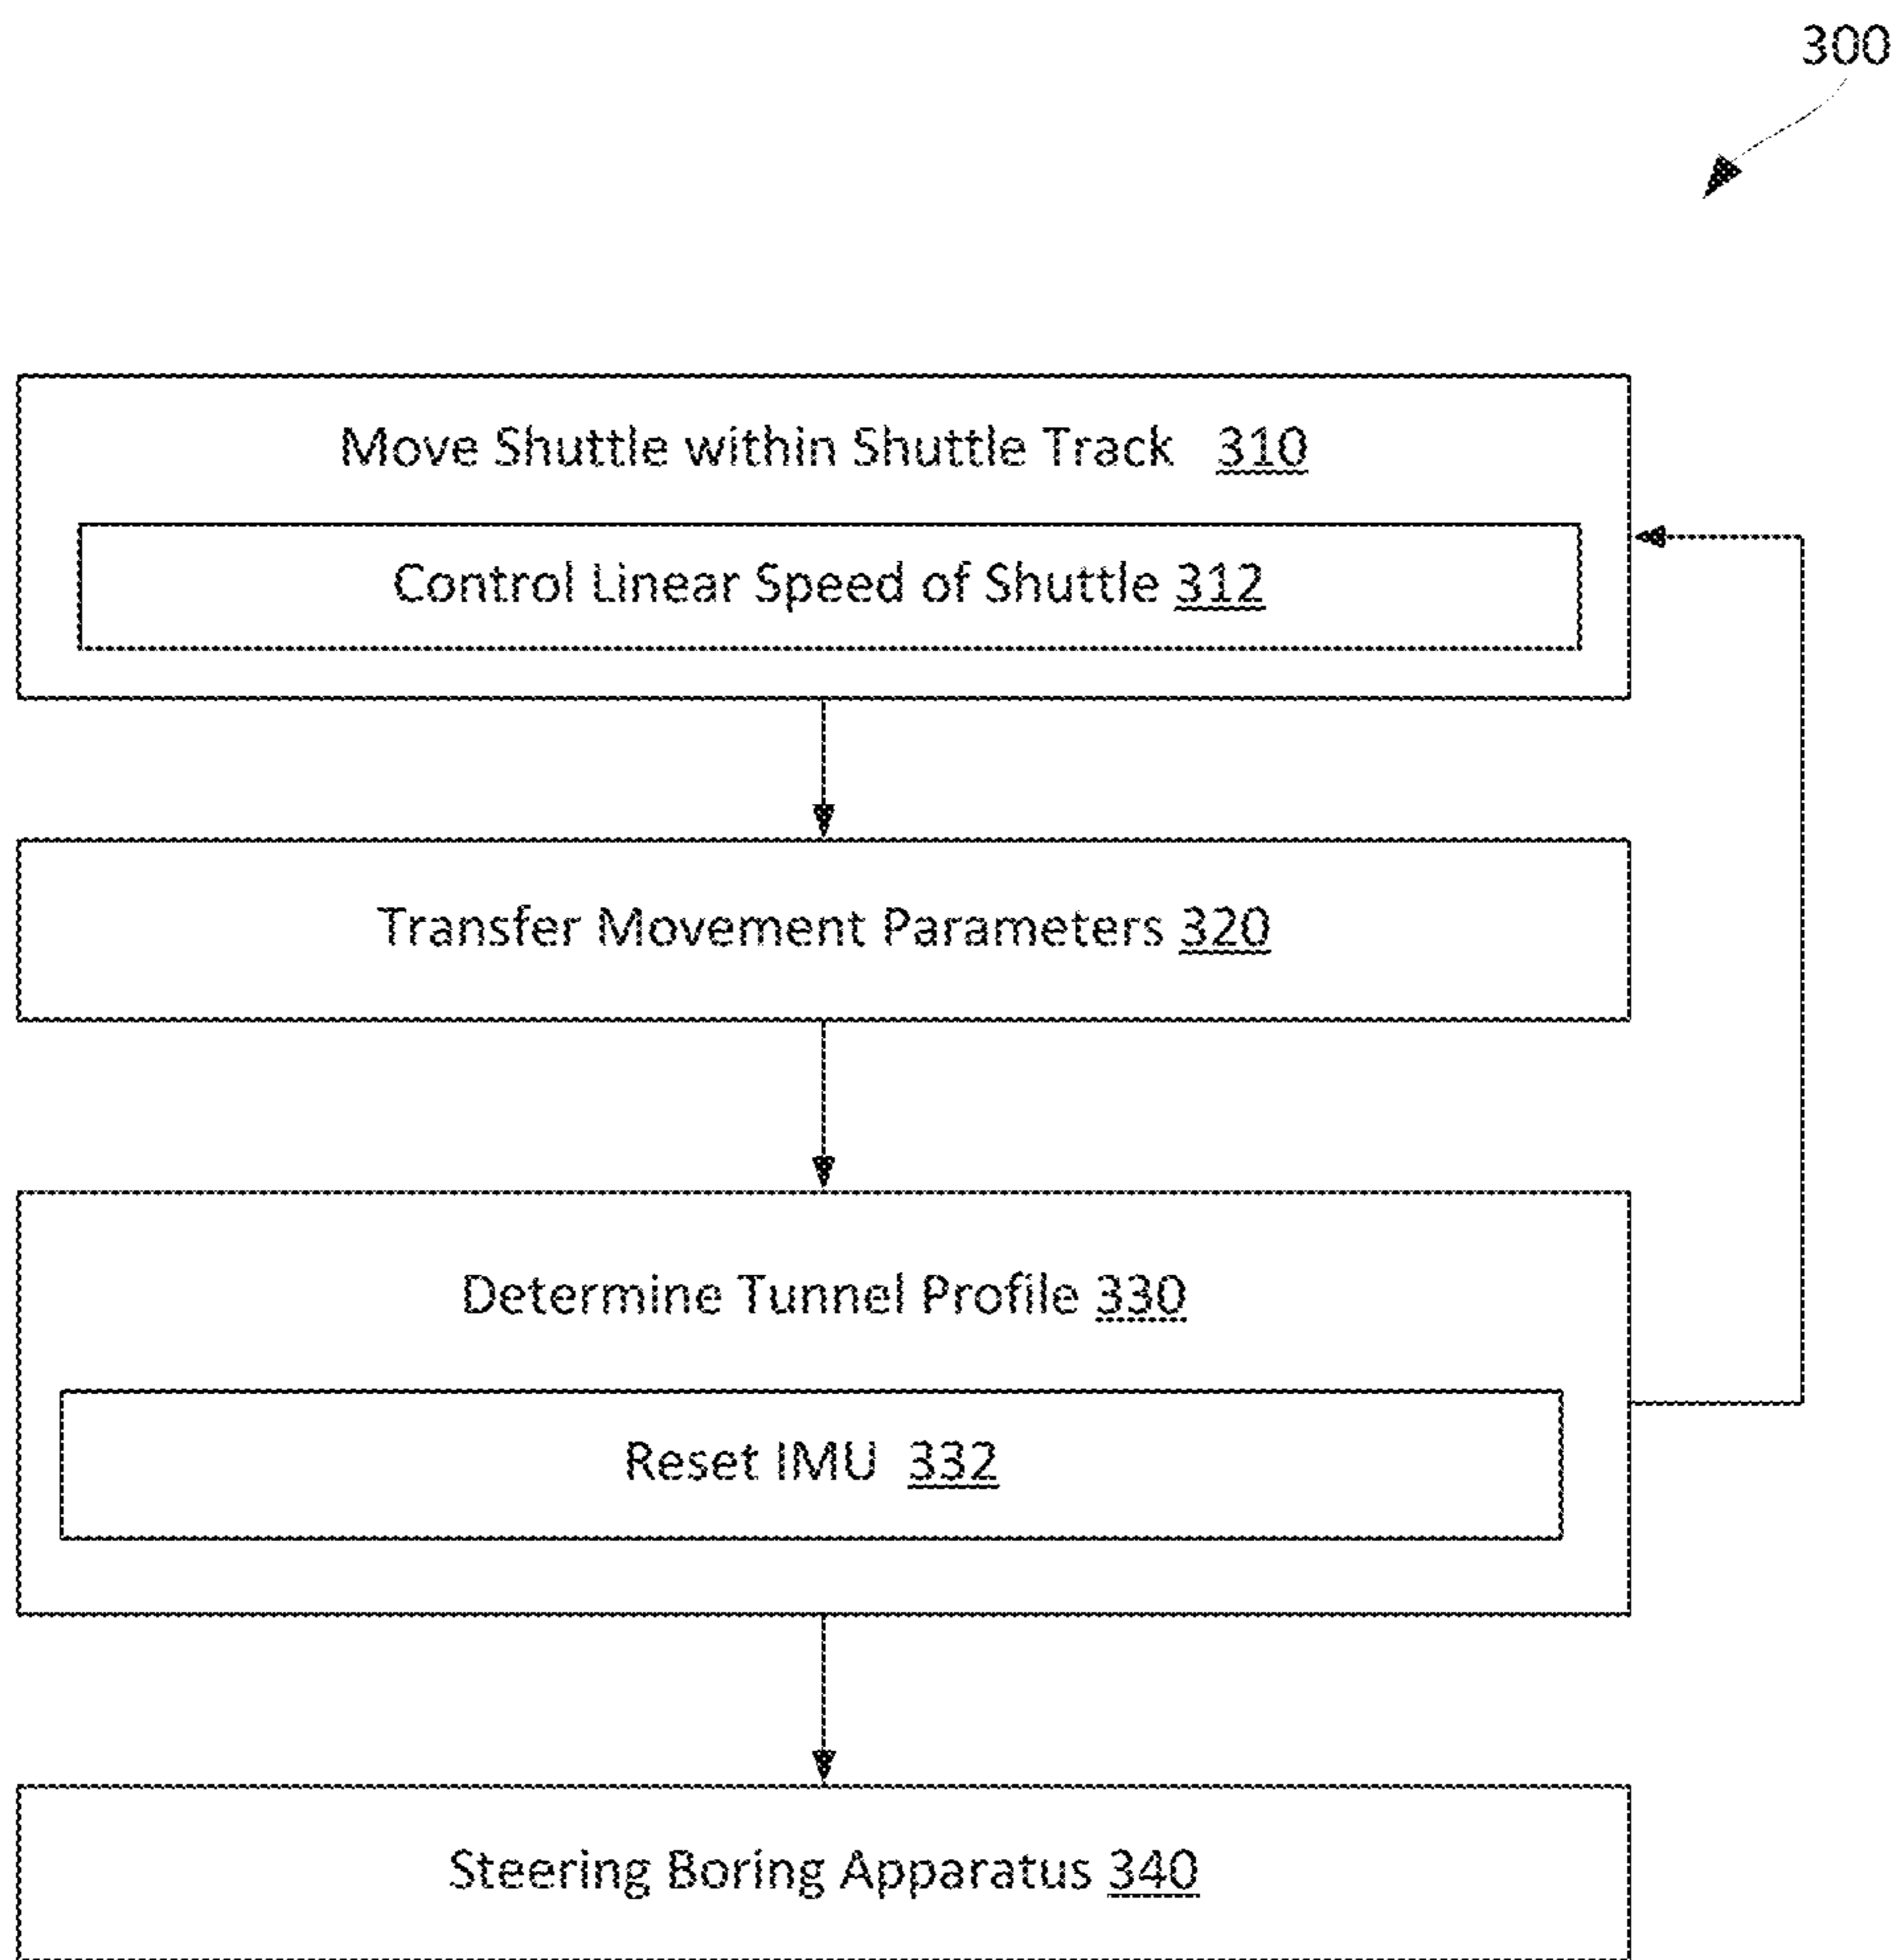 300
Move Shuttle within Shuttle Track 310
Control Linear Speed of Shuttle 312
Transfer Movement Parameters 320
Determine Tunnel Profile 330
Reset IMU 332
Steering Boring Apparatus 340